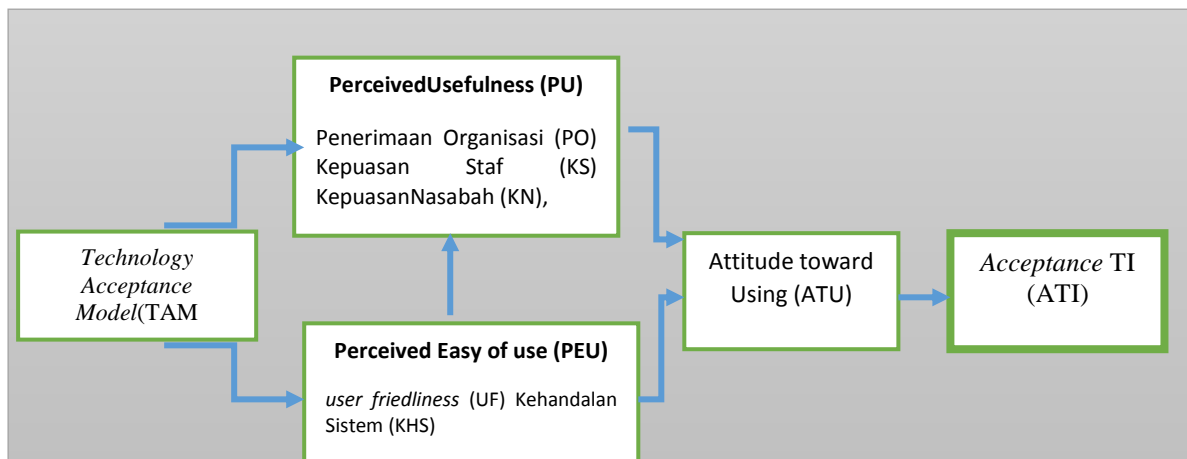 PerceivedUsefulness (PU)
Penerimaan Organisasi (PO)
Kepuasan Staf (KS)
KepuasanNasabah (KN),
Technology
Acceptance
Model(TAM
Attitude toward
Using (ATU)
Acceptance TI
(ATI)
Perceived Easy of use (PEU)
user friedliness (UF) Kehandalan
Sistem (KHS)